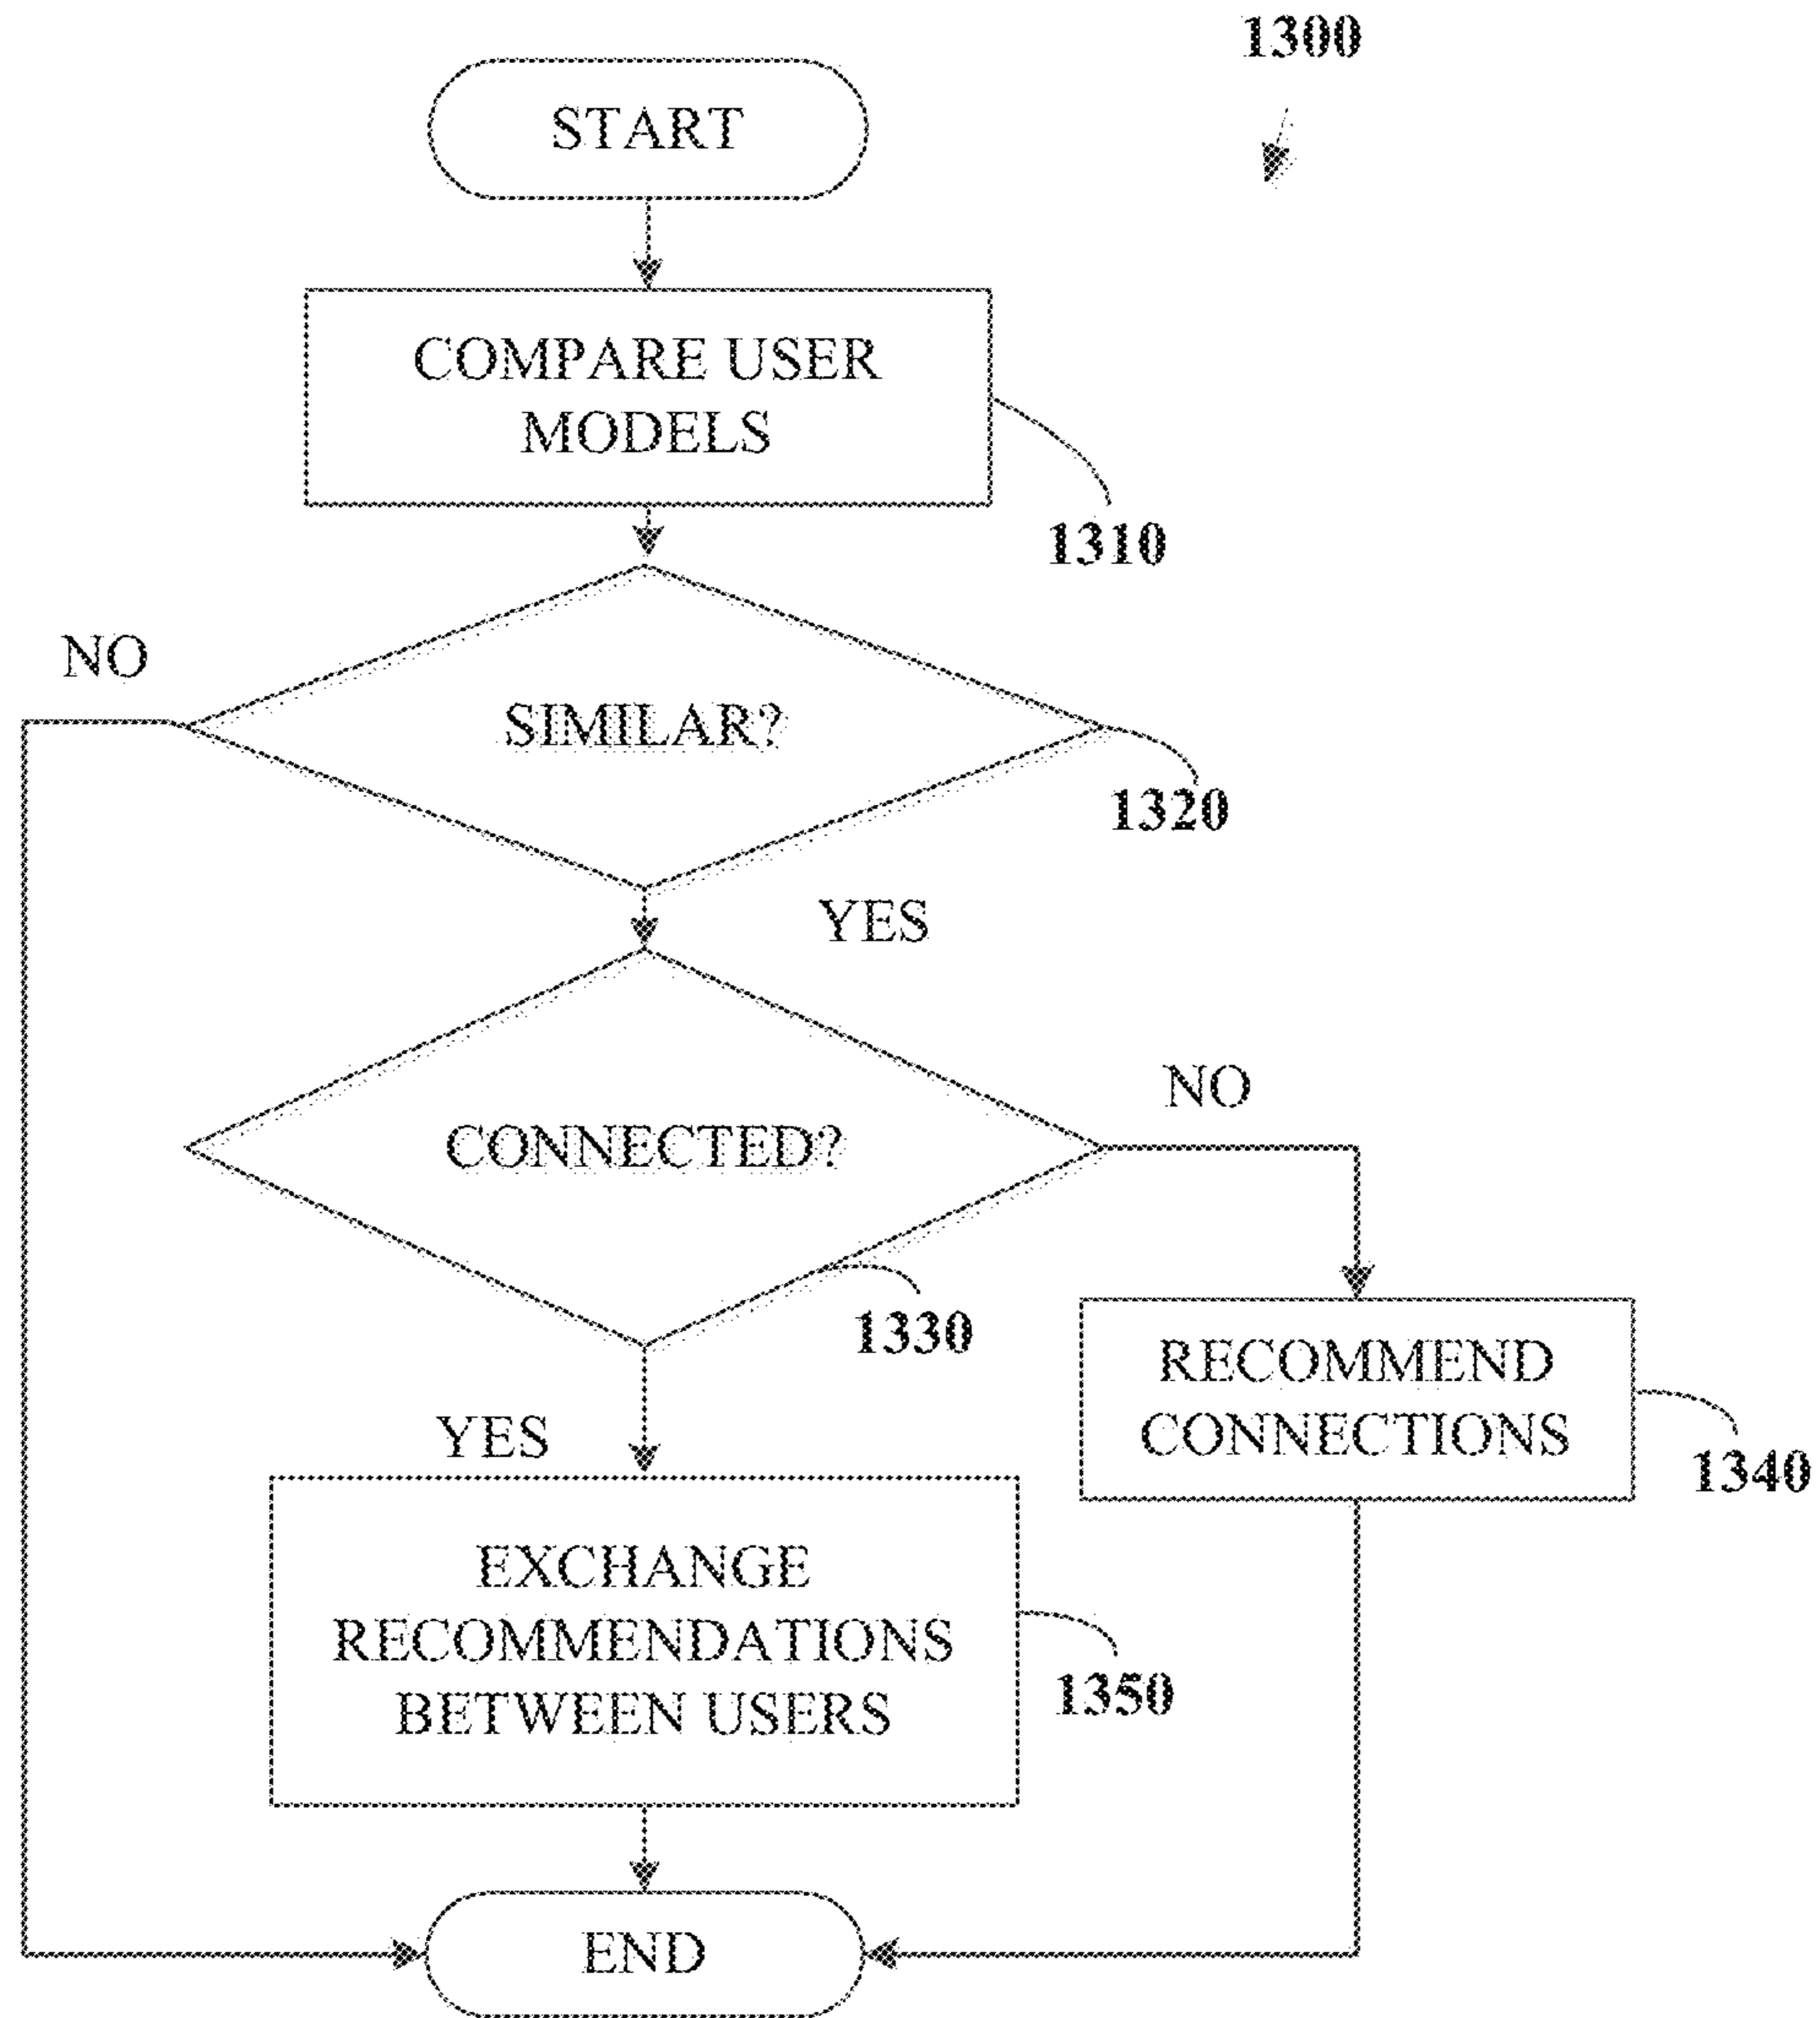 1300
START
COMPARE USER
MODELS
1310
NO
SIMILAR?
1320
YES
CONNECTED?
NO
1330
RECOMMEND
CONNECTIONS
1340
YES
EXCHANGE
RECOMMENDATIONS
BETWEEN USERS
1350
END